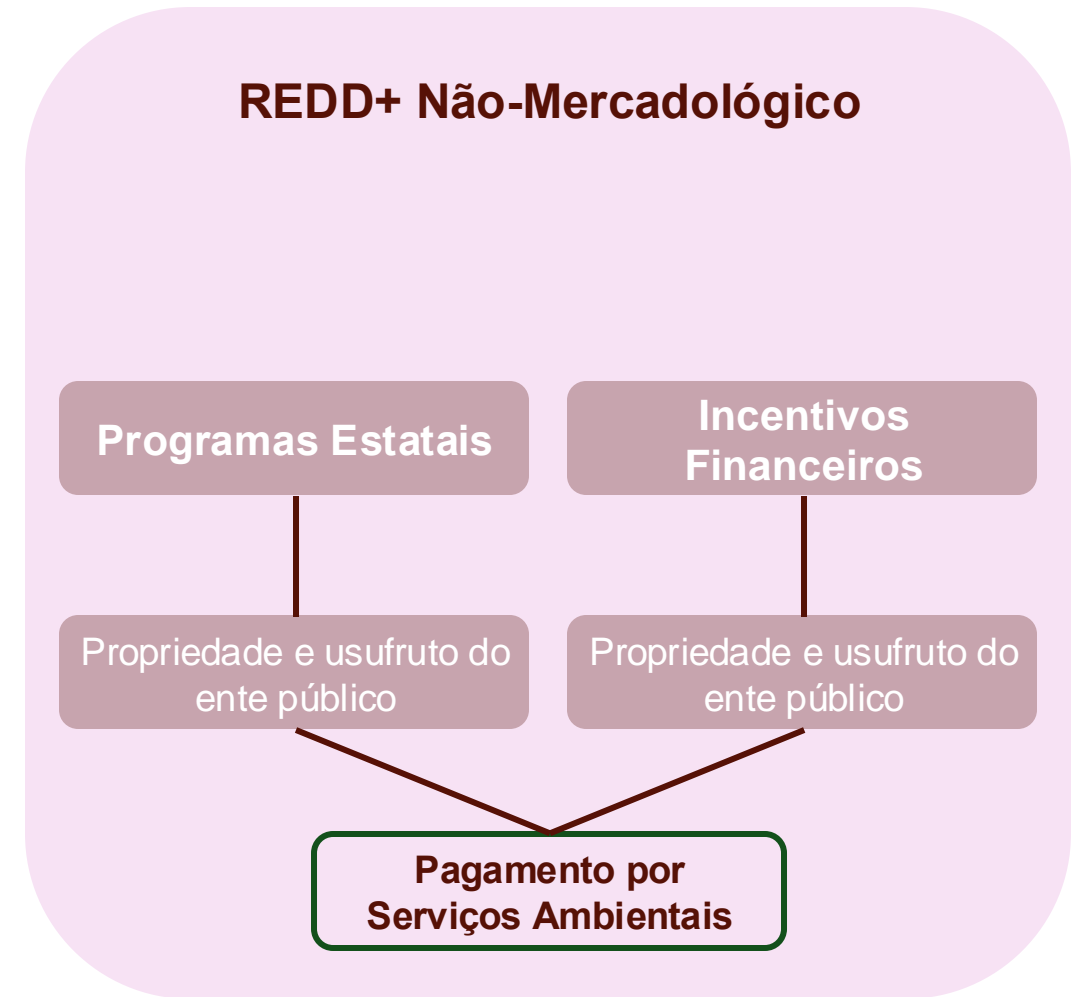 REDD+ Não-Mercadológico
Programas Estatais
Incentivos
Financeiros
Propriedade e usufruto do
ente público
Propriedade e usufruto do
ente público
Pagamento por
Serviços Ambientais